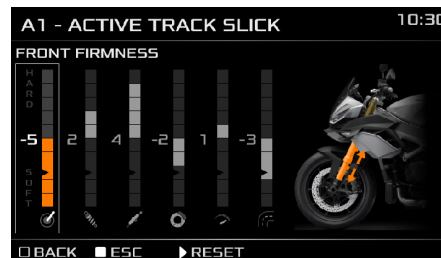 A1 - ACTIVE TRACK SLICK 10:30
FRONT FIRMNESS
HARD
-5 2 4 -2 1 -3
SOFT
BACK ESC RESET